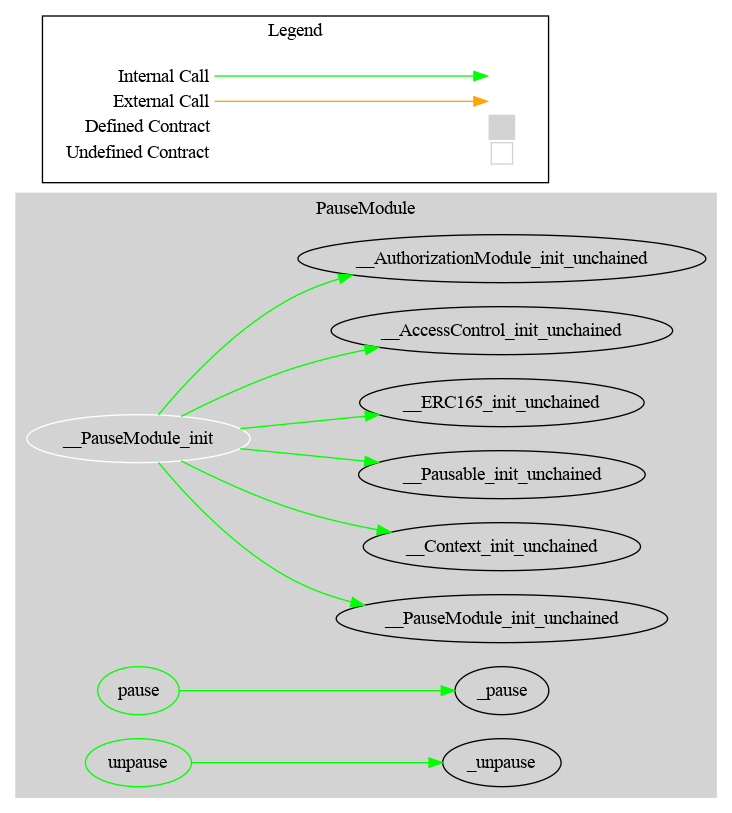 Legend
Internal Call
External Call
Defined Contract
Undefined Contract
PauseModule
__AuthorizationModule_init_unchained
__AccessControl_init_unchained
__ERC165_init_unchained
__PauseModule_init
__Pausable_init_unchained
__Context_init_unchained
__PauseModule_init_unchained
pause
_pause
unpause
_unpause